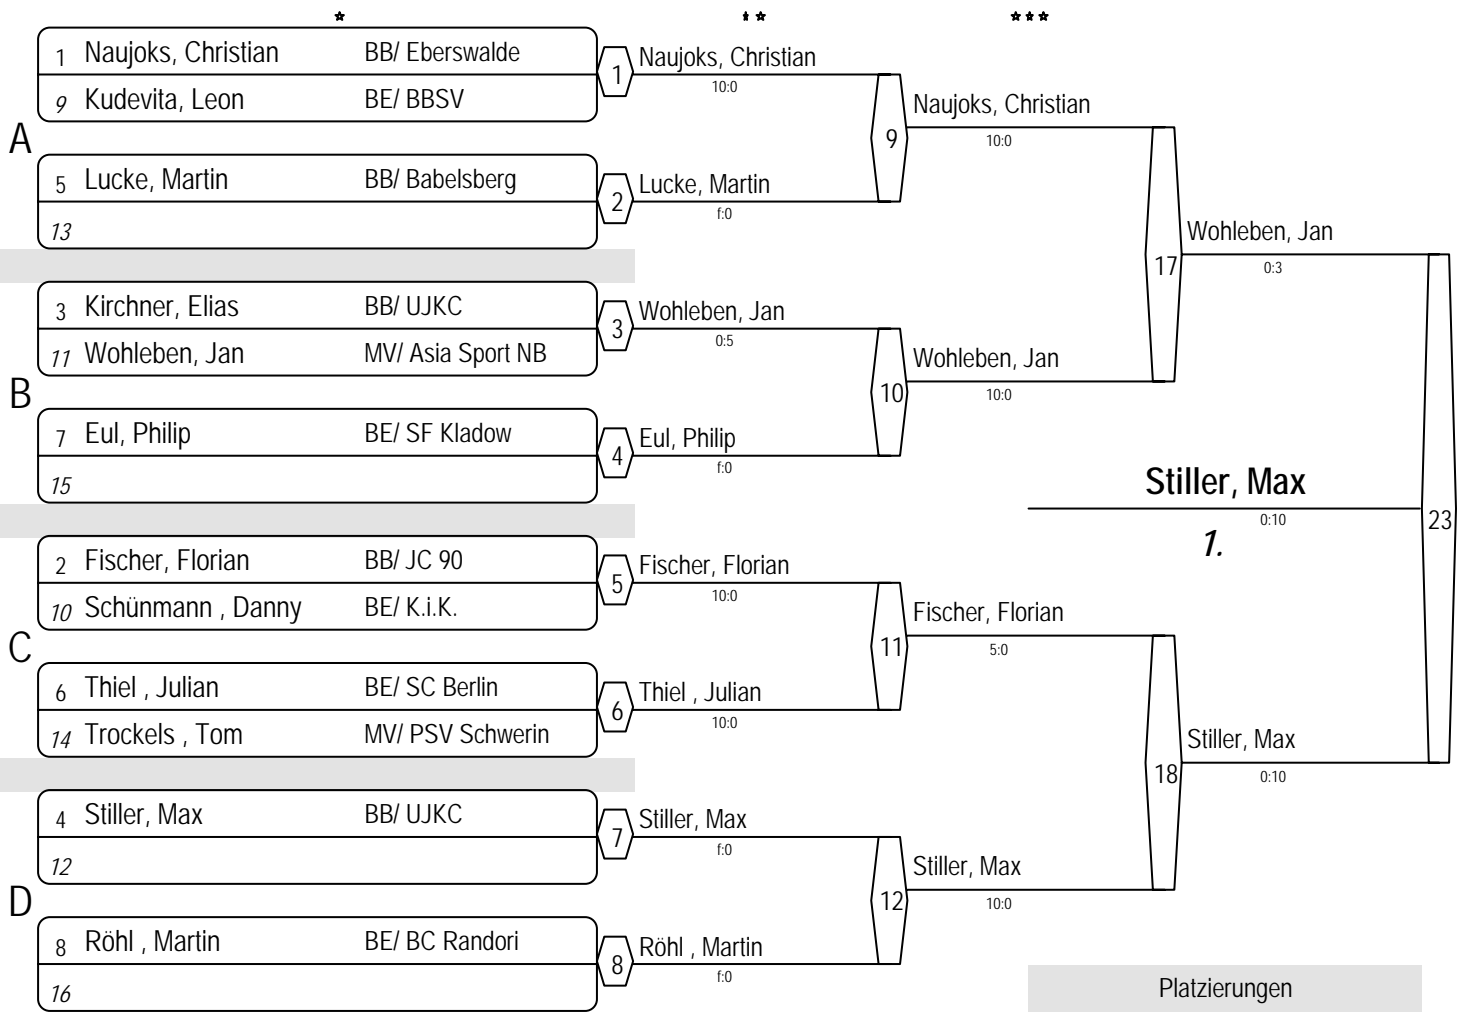 * ** ***
1 Naujoks, Christian BB/ Eberswalde
9 Kudevita, Leon BE/ BBSV
1 Naujoks, Christian
10:0
A
5 Lucke, Martin BB/ Babelsberg
13
2 Lucke, Martin
f:0
9 Naujoks, Christian
10:0
3 Kirchner, Elias BB/ UJKC
11 Wohleben, Jan MV/ Asia Sport NB
3 Wohleben, Jan
0:5
B
7 Eul, Philip BE/ SF Kladow
15
4 Eul, Philip
f:0
10 Wohleben, Jan
10:0
17 Wohleben, Jan
0:3
2 Fischer, Florian BB/ JC 90
10 Schünmann , Danny BE/ K.i.K.
5 Fischer, Florian
10:0
C
6 Thiel , Julian BE/ SC Berlin
14 Trockels , Tom MV/ PSV Schwerin
6 Thiel , Julian
10:0
11 Fischer, Florian
5:0
4 Stiller, Max BB/ UJKC
12
7 Stiller, Max
f:0
D
8 Röhl , Martin BE/ BC Randori
16
8 Röhl , Martin
f:0
12 Stiller, Max
10:0
18 Stiller, Max
0:10
23 Stiller, Max
0:10
1.
Platzierungen